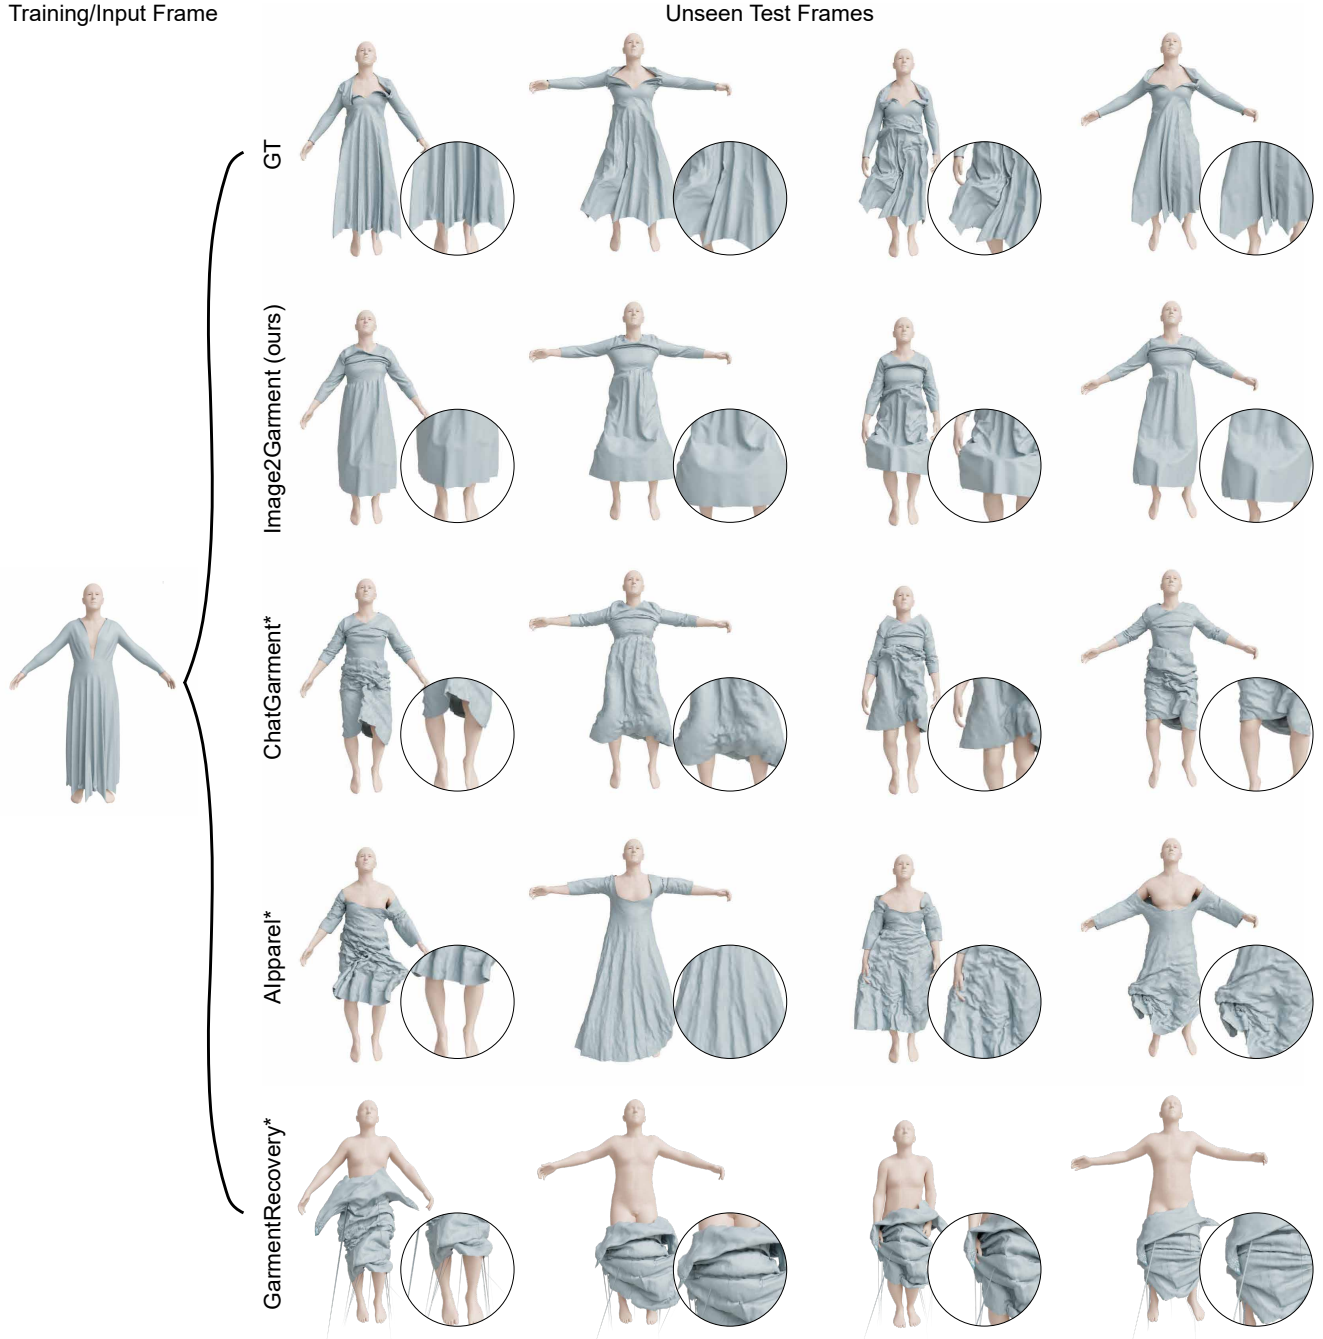 Training/Input Frame
Unseen Test Frames
GT
Image2Garment (ours)
ChatGarment*
AIpparel*
GarmentRecovery*